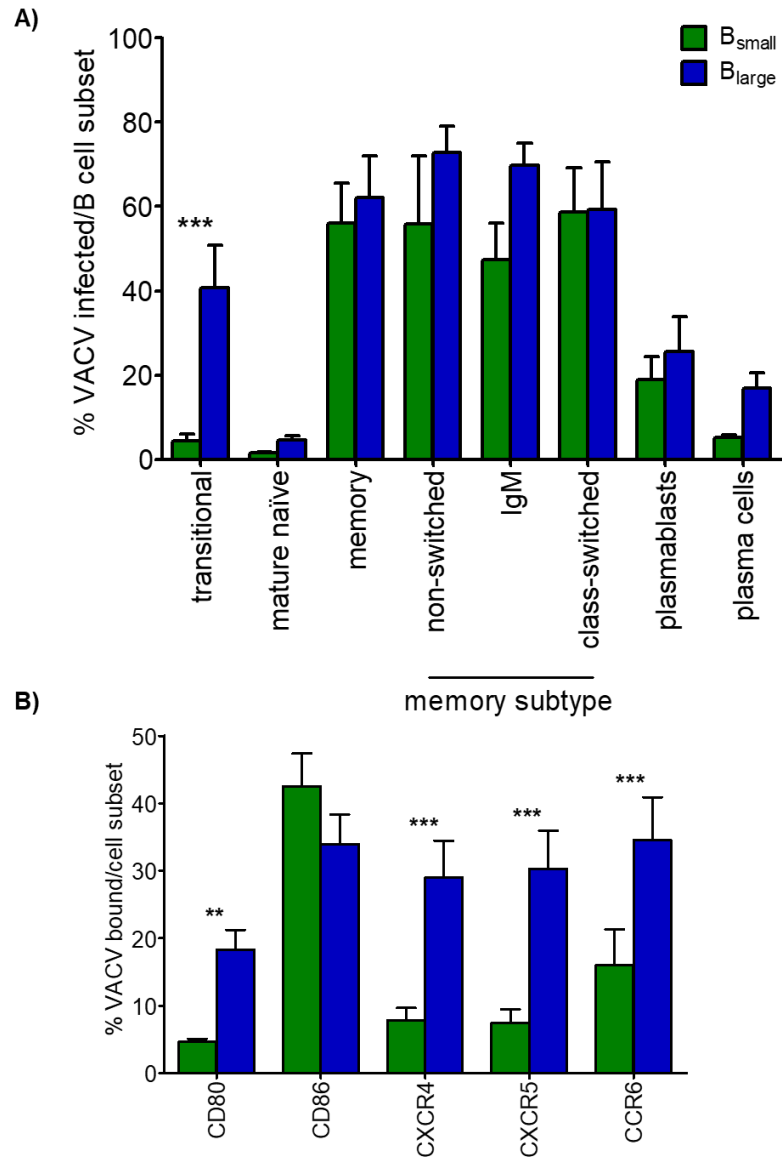 A)
% VACV infected/B cell subset
100
80
60
40
20
0
***
Bsmall
Blarge
transitional
mature naïve
memory
non-switched
IgM
class-switched
plasmablasts
plasma cells
memory subtype
B)
% VACV bound/cell subset
50
40
30
20
10
0
**
***
***
***
CD80
CD86
CXCR4
CXCR5
CCR6